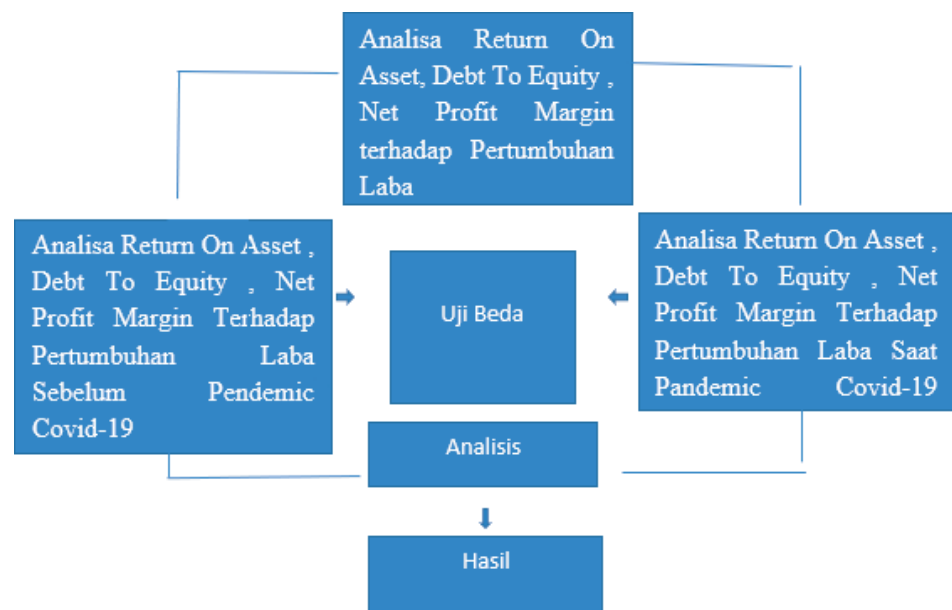 Analisa Return On
Asset, Debt To Equity ,
Net Profit Margin
terhadap Pertumbuhan
Laba
Analisa Return On Asset ,
Debt To Equity , Net
Profit Margin Terhadap
Pertumbuhan Laba
Sebelum Pendemic
Covid-19
Uji Beda
Analisa Return On Asset ,
Debt To Equity , Net
Profit Margin Terhadap
Pertumbuhan Laba Saat
Pandemic Covid-19
Analisis
Hasil